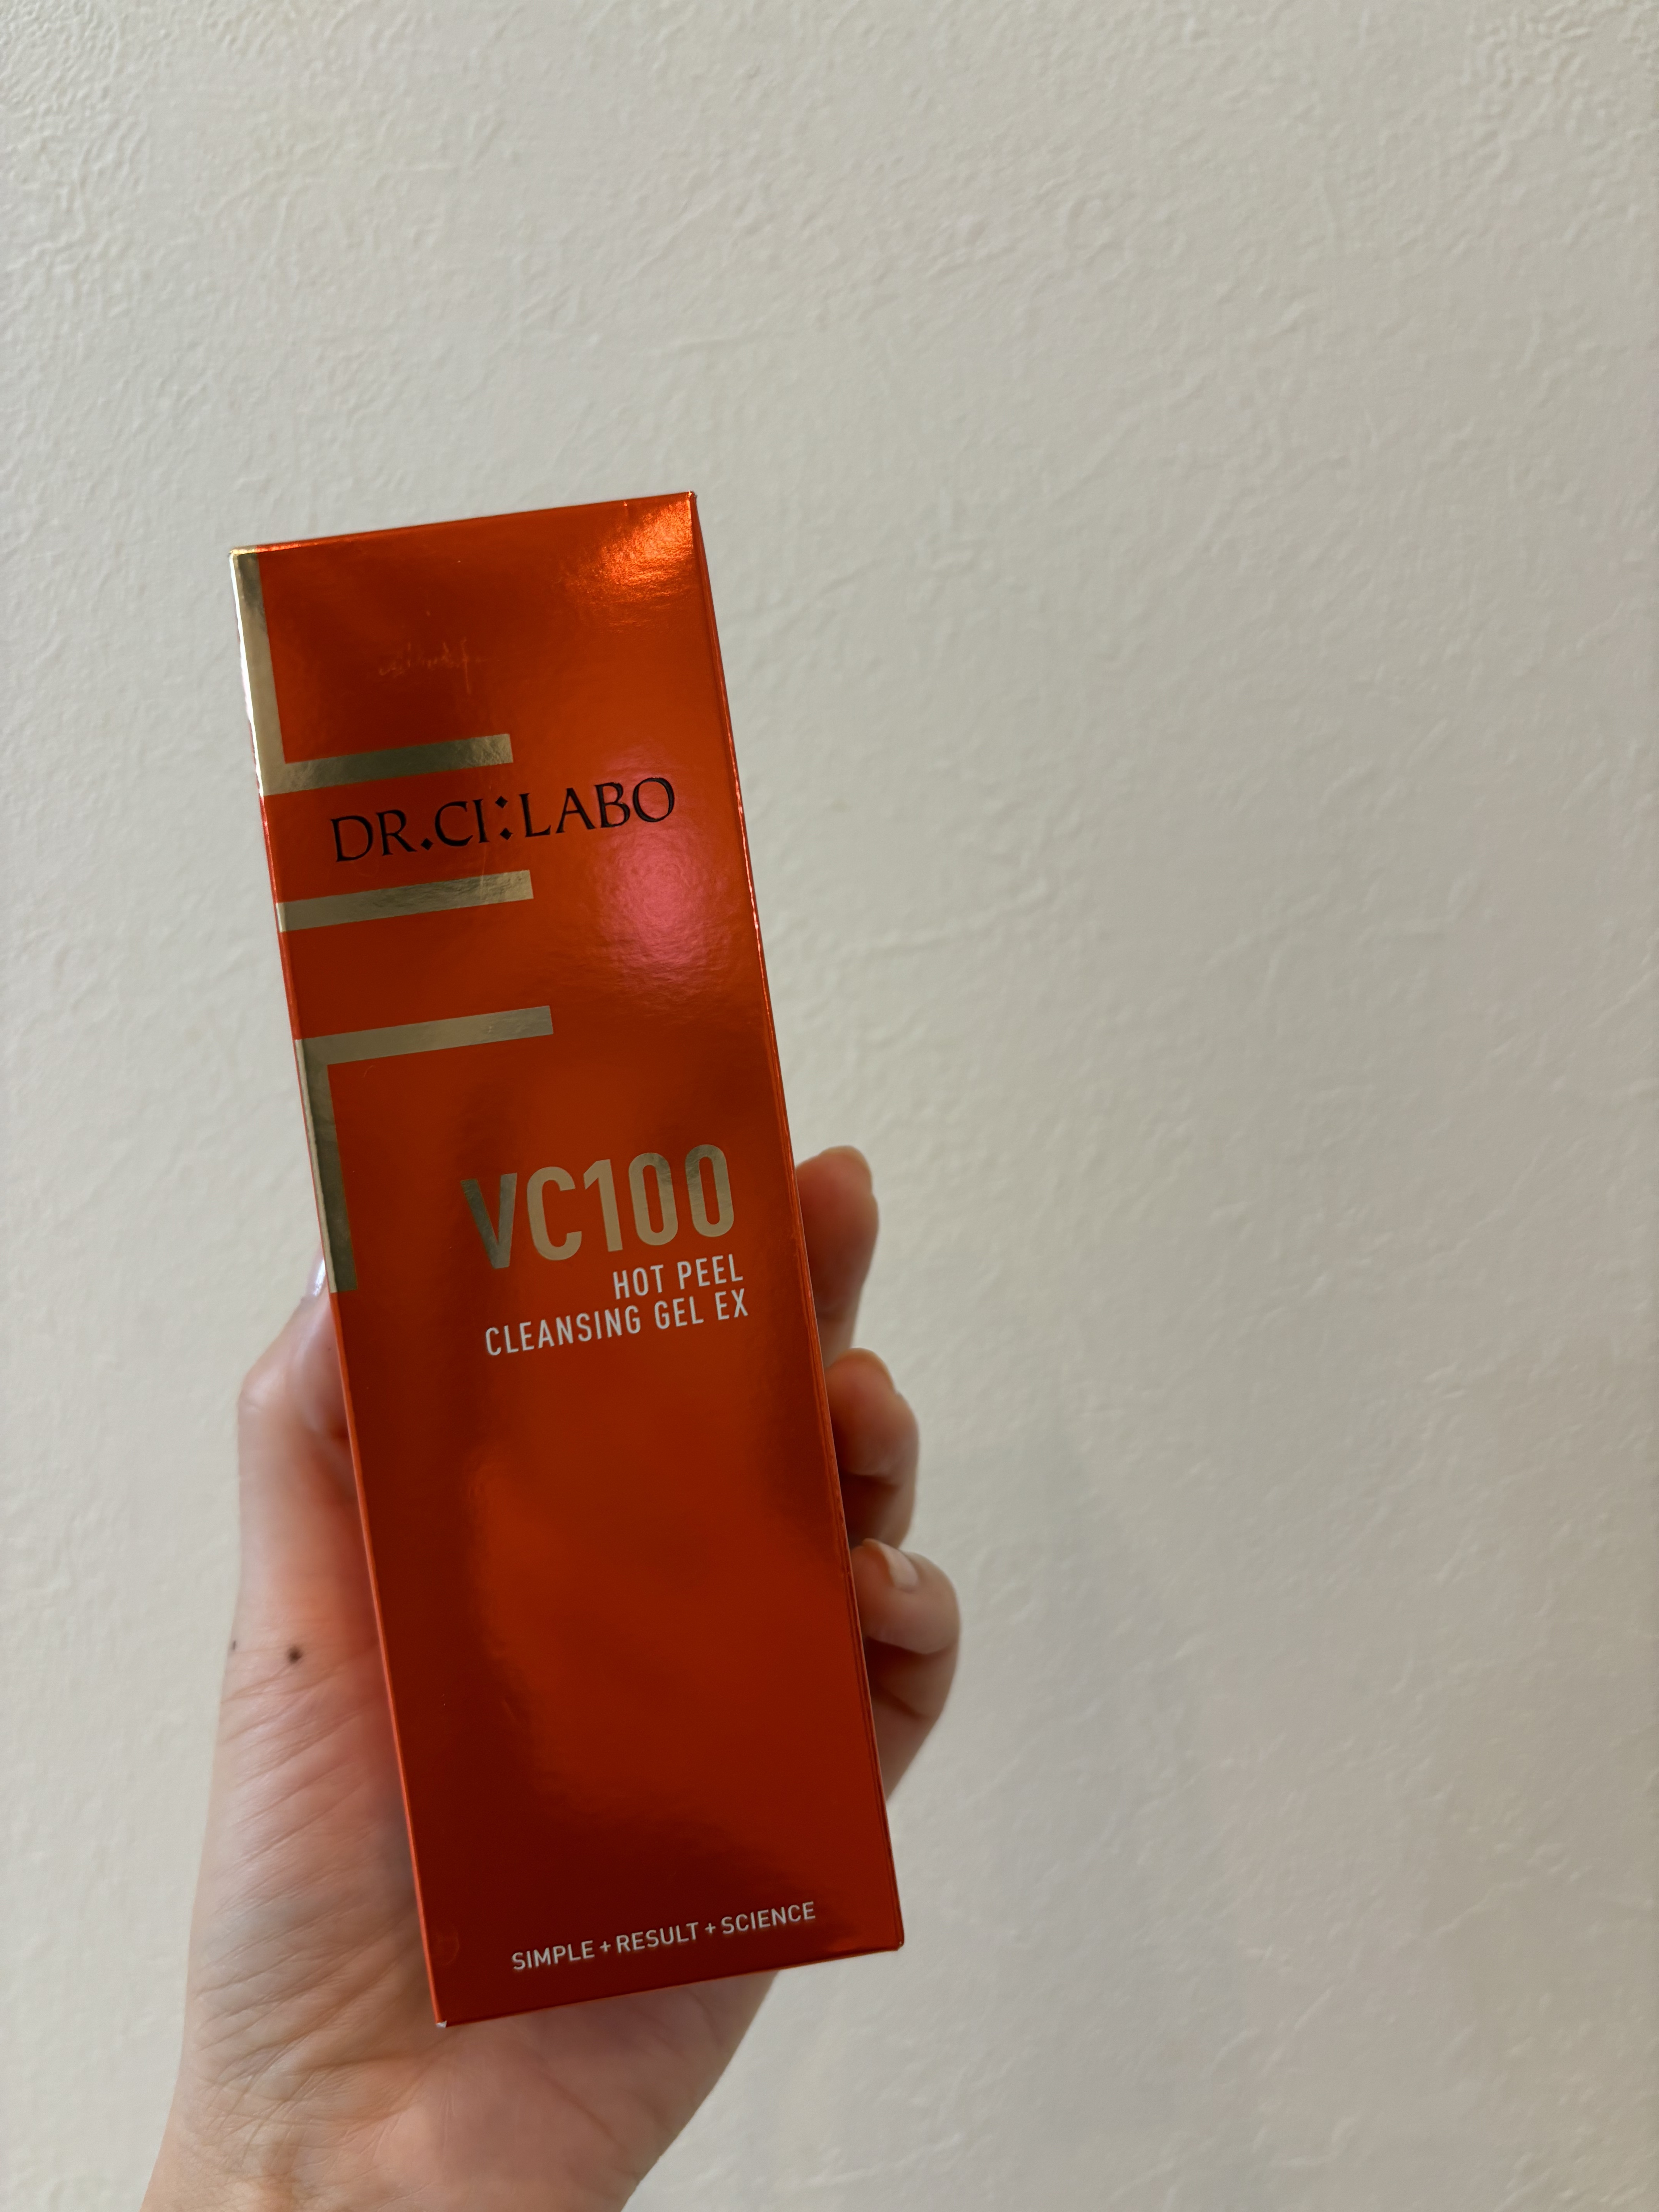 DR.CI:LABO
VC100
HOT PEEL
CLEANSING GEL EX
SIMPLE + RESULT + SCIENCE